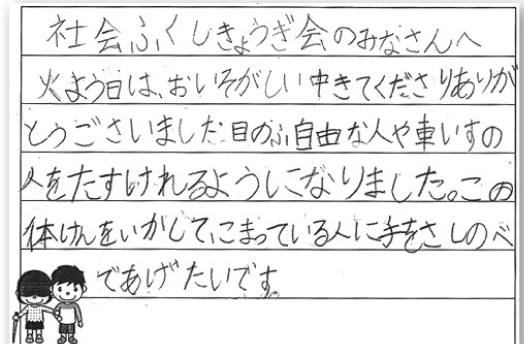 社会ふくしきょうぎ会のみなさんへ
火よう日は、おいそがしい中きてくださりありが
とうございました。目のふ自由な人や車いすの
人をたすけれるようになりました。この
体けんをいかして、こまっている人に手をさしのべ
であげたいです。